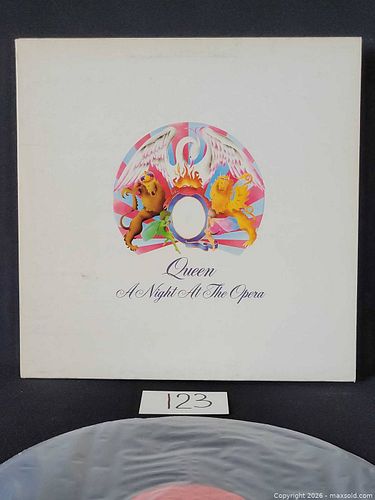 Queen
A Night At The Opera
123
Copyright 2026 - maxsold.com